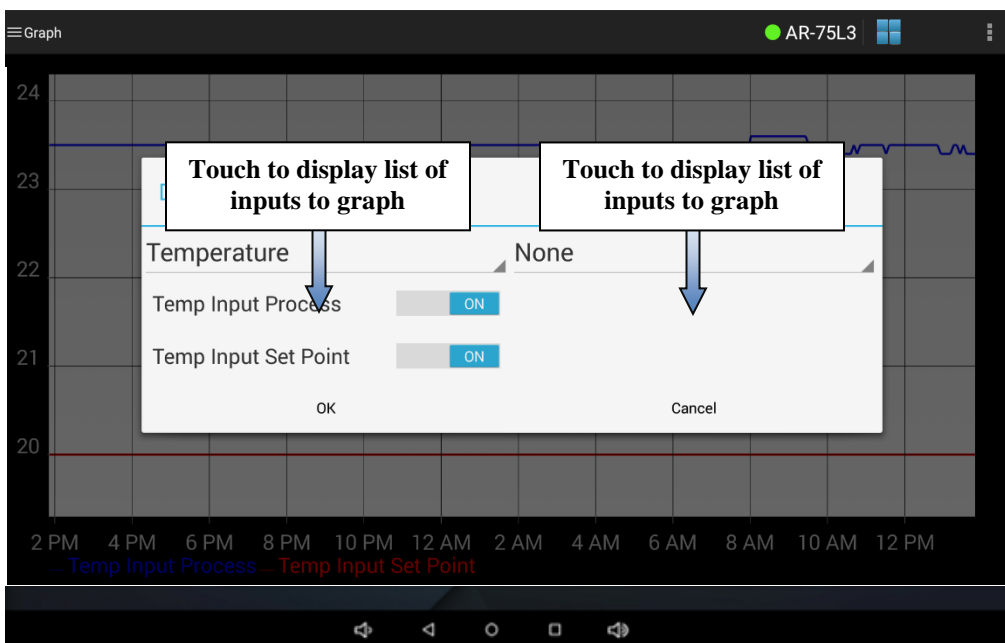 Graph
AR-75L3
24
23
22
21
20
Touch to display list of
inputs to graph
Touch to display list of
inputs to graph
Temperature
None
Temp Input Process
ON
Temp Input Set Point
ON
OK
Cancel
2 PM 4 PM 6 PM 8 PM 10 PM 12 AM 2 AM 4 AM 6 AM 8 AM 10 AM 12 PM
Temp Input Process Temp Input Set Point